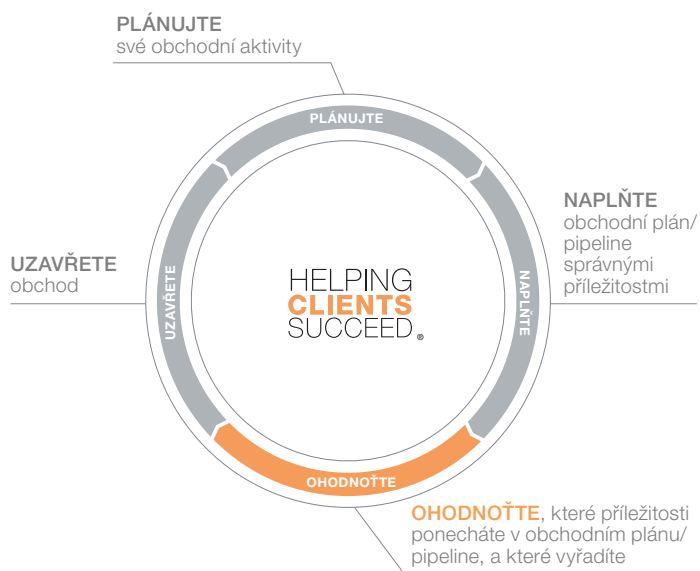 PLÁNUJTE
své obchodní aktivity
PLÁNUJTE
NAPLŇTE
obchodní plán/
pipeline
správnými
příležitostmi
NAPLŇTE
UZAVŘETE
obchod
UZAVŘETE
HELPING
CLIENTS
SUCCEED®
OHODNOŤTE
OHODNOŤTE, které příležitosti
ponecháte v obchodním plánu/
pipeline, a které vyřadíte